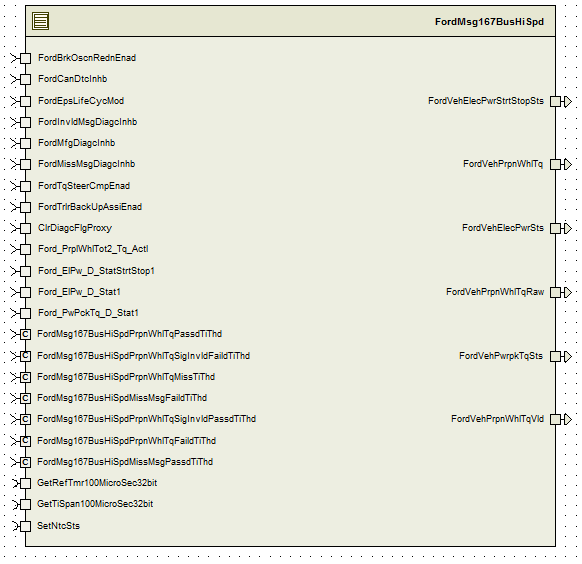 FordMsg167BusHiSpd
FordBrkOscnRednEnad
FordCanDtcInhb
FordEpsLifeCycMod
FordVehElecPwrStrtStopSts
FordInvldMsgDiagcInhb
FordMfgDiagcInhb
FordMissMsgDiagcInhb
FordVehPrpnWhlTq
FordTqSteerCmpEnad
FordTrlrBackUpAssiEnad
ClrDiagcFlgProxy
FordVehElecPwrSts
Ford_PrplWhlTot2_Tq_Actl
Ford_ElPw_D_StatStrtStop1
Ford_ElPw_D_Stat1
FordVehPrpnWhlTqRaw
Ford_PwPckTq_D_Stat1
C FordMsg167BusHiSpdPrpnWhlTqPassdTiThd
C FordMsg167BusHiSpdPrpnWhlTqSigInvldFaildTiThd
FordVehPwrpkTqSts
C FordMsg167BusHiSpdPrpnWhlTqMissTiThd
C FordMsg167BusHiSpdMissMsgFaildTiThd
C FordMsg167BusHiSpdPrpnWhlTqSigInvldPassdTiThd
FordVehPrpnWhlTqVld
C FordMsg167BusHiSpdPrpnWhlTqFaildTiThd
C FordMsg167BusHiSpdMissMsgPassdTiThd
GetRefTmr100MicroSec32bit
GetTiSpan100MicroSec32bit
SetNtcSts